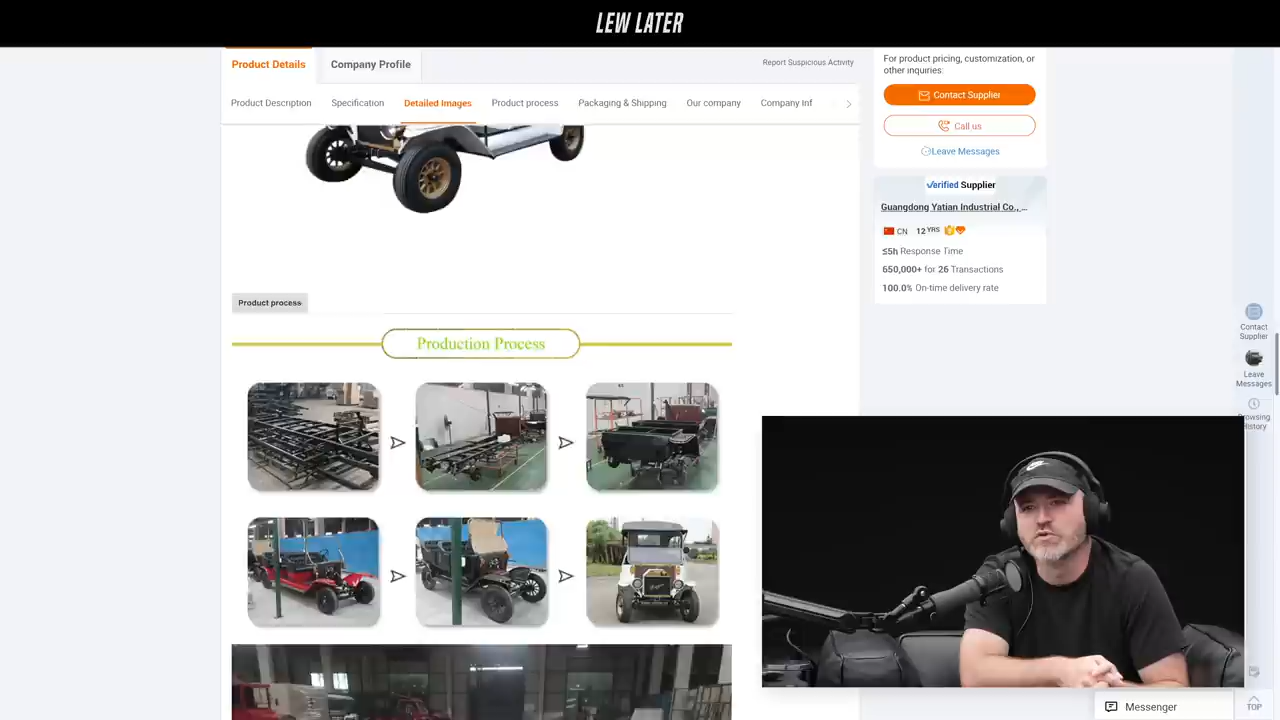 LEW LATER
Product Details
Company Profile
Report Suspicious Activity
Product Description
Specification
Detailed Images
Product process
Packaging & Shipping
Our company
Company Inf
For product pricing, customization, or
other inquiries:
Contact Supplier
Call us
Leave Messages
Verified Supplier
Guangdong Yatian Industrial Co., ...
CN 12 YRS
≤5h Response Time
650,000+ for 26 Transactions
100.0% On-time delivery rate
Product process
Production Process
Contact
Supplier
Leave
Messages
Browsing
History
Messenger
TOP